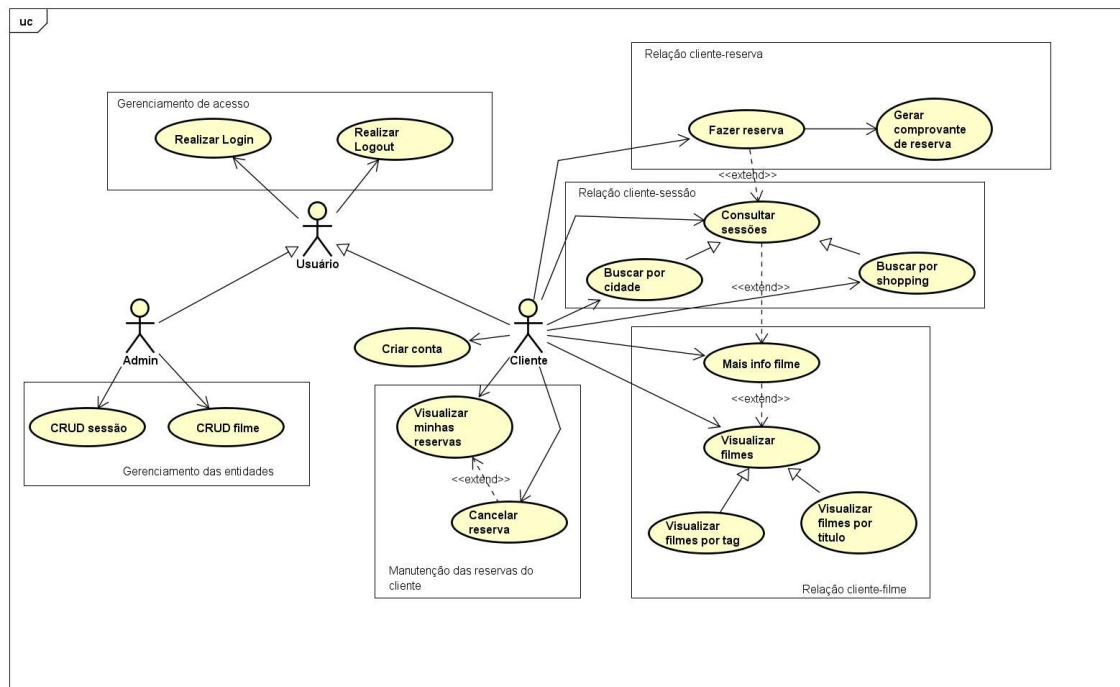 uc
Relação cliente-reserva
Gerenciamento de acesso
Realizar Login
Realizar
Logout
Fazer reserva
Gerar
comprovante
de reserva
<<extend>>
Relação cliente-sessão
Consultar
sessões
Usuário
Buscar por
cidade
Buscar por
shopping
<<extend>>
Admin
Criar conta
Cliente
Mais info filme
<<extend>>
CRUD sessão
CRUD filme
Gerenciamento das entidades
Visualizar
minhas
reservas
<<extend>>
Cancelar
reserva
Manutenção das reservas do
cliente
Visualizar
filmes
Visualizar
filmes por tag
Visualizar
filmes por
título
Relação cliente-filme